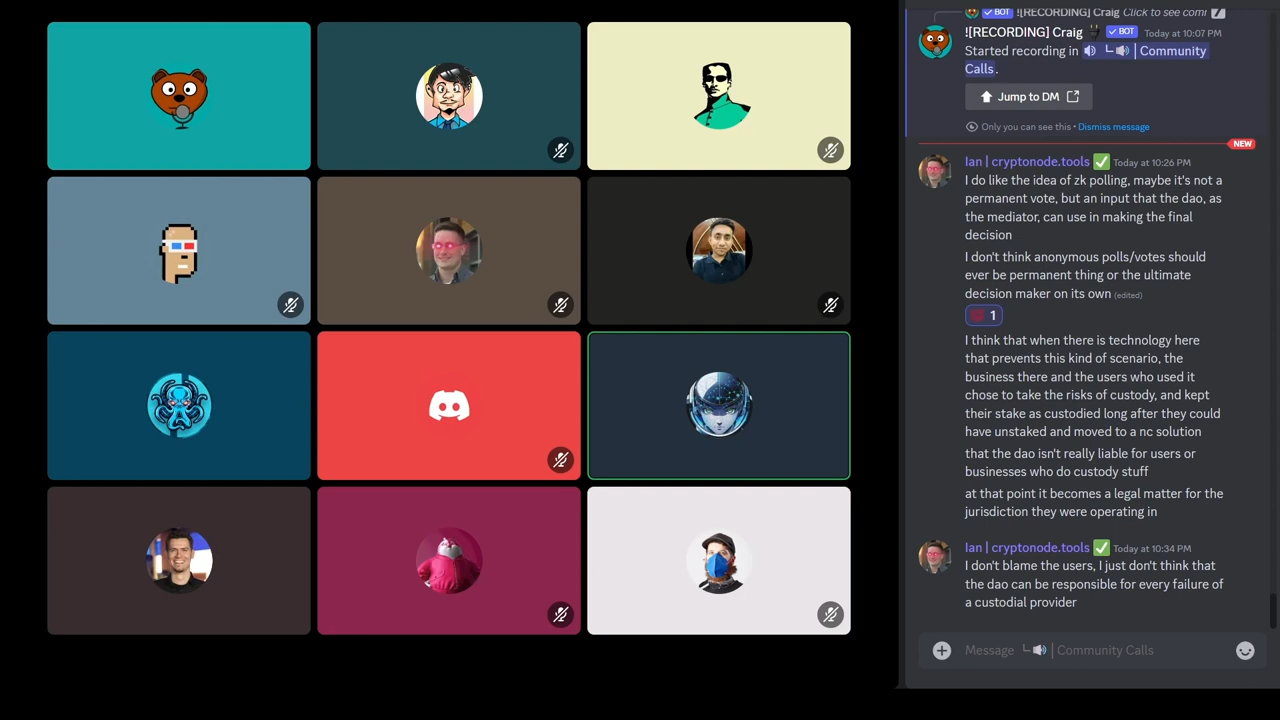 BOT ![RECORDING] Craig Click to see com
![RECORDING] Craig BOT Today at 10:07 PM
Started recording in Community
Calls.
Jump to DM
Only you can see this • Dismiss message
NEW
Ian | cryptonode.tools Today at 10:26 PM
I do like the idea of zk polling, maybe it's not a
permanent vote, but an input that the dao, as
the mediator, can use in making the final
decision
I don't think anonymous polls/votes should
ever be permanent thing or the ultimate
decision maker on its own (edited)
1
I think that when there is technology here
that prevents this kind of scenario, the
business there and the users who used it
chose to take the risks of custody, and kept
their stake as custodied long after they could
have unstaked and moved to a nc solution
that the dao isn't really liable for users or
businesses who do custody stuff
at that point it becomes a legal matter for the
jurisdiction they were operating in
Ian | cryptonode.tools Today at 10:34 PM
I don't blame the users, I just don't think that
the dao can be responsible for every failure of
a custodial provider
Message | Community Calls